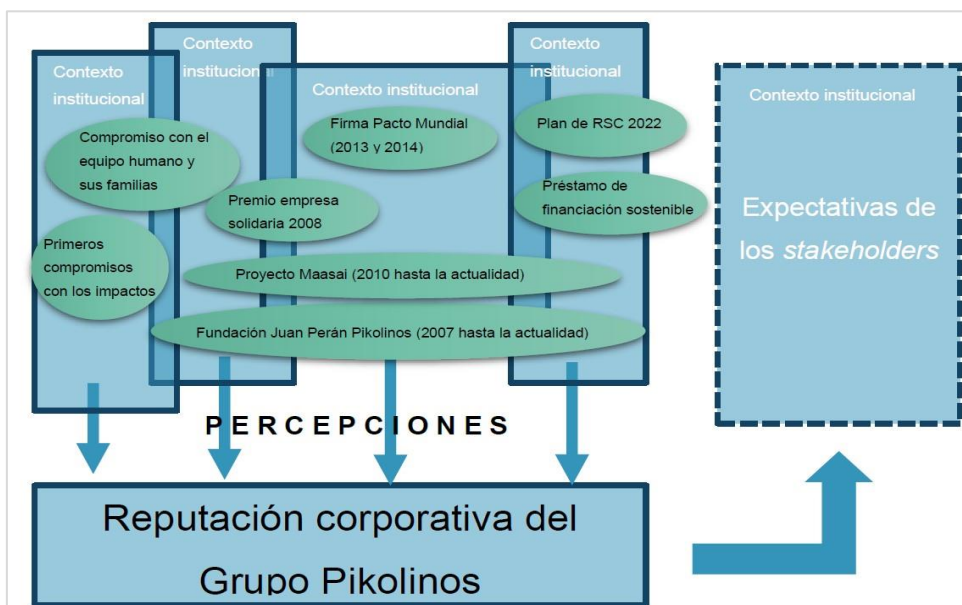 Contexto
institucional
Contexto
institucional
Contexto institucional
Contexto
institucional
Contexto institucional
Compromiso con el
equipo humano y
sus familias
Firma Pacto Mundial
(2013 y 2014)
Plan de RSC 2022
Premio empresa
solidaria 2008
Préstamo de
financiación sostenible
Primeros
compromisos
con los impactos
Proyecto Maasai (2010 hasta la actualidad)
Fundación Juan Perán Pikolinos (2007 hasta la actualidad)
Expectativas de
los stakeholders
PERCEPCIONES
Reputación corporativa del
Grupo Pikolinos